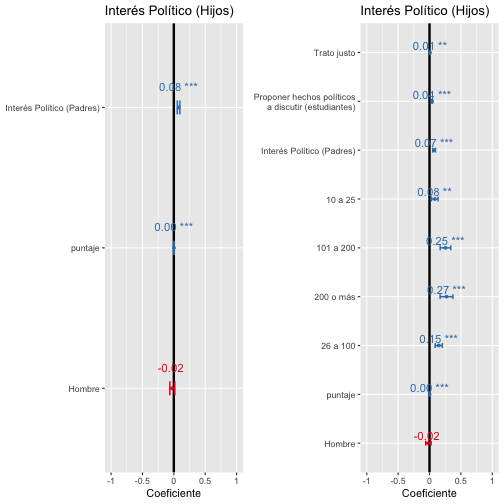 Interés Político (Hijos)
Interés Político (Padres)
0.08 ***
puntaje
0.00 ***
Hombre
-0.02
-1
-0.5
0
0.5
1
Coeficiente
Interés Político (Hijos)
Trato justo
0.01 **
Proponer hechos políticos
a discutir (estudiantes)
0.04 ***
Interés Político (Padres)
0.07 ***
10 a 25
0.08 **
101 a 200
0.25 ***
200 o más
0.27 ***
26 a 100
0.15 ***
puntaje
0.00 ***
Hombre
-0.02
-1
-0.5
0
0.5
1
Coeficiente